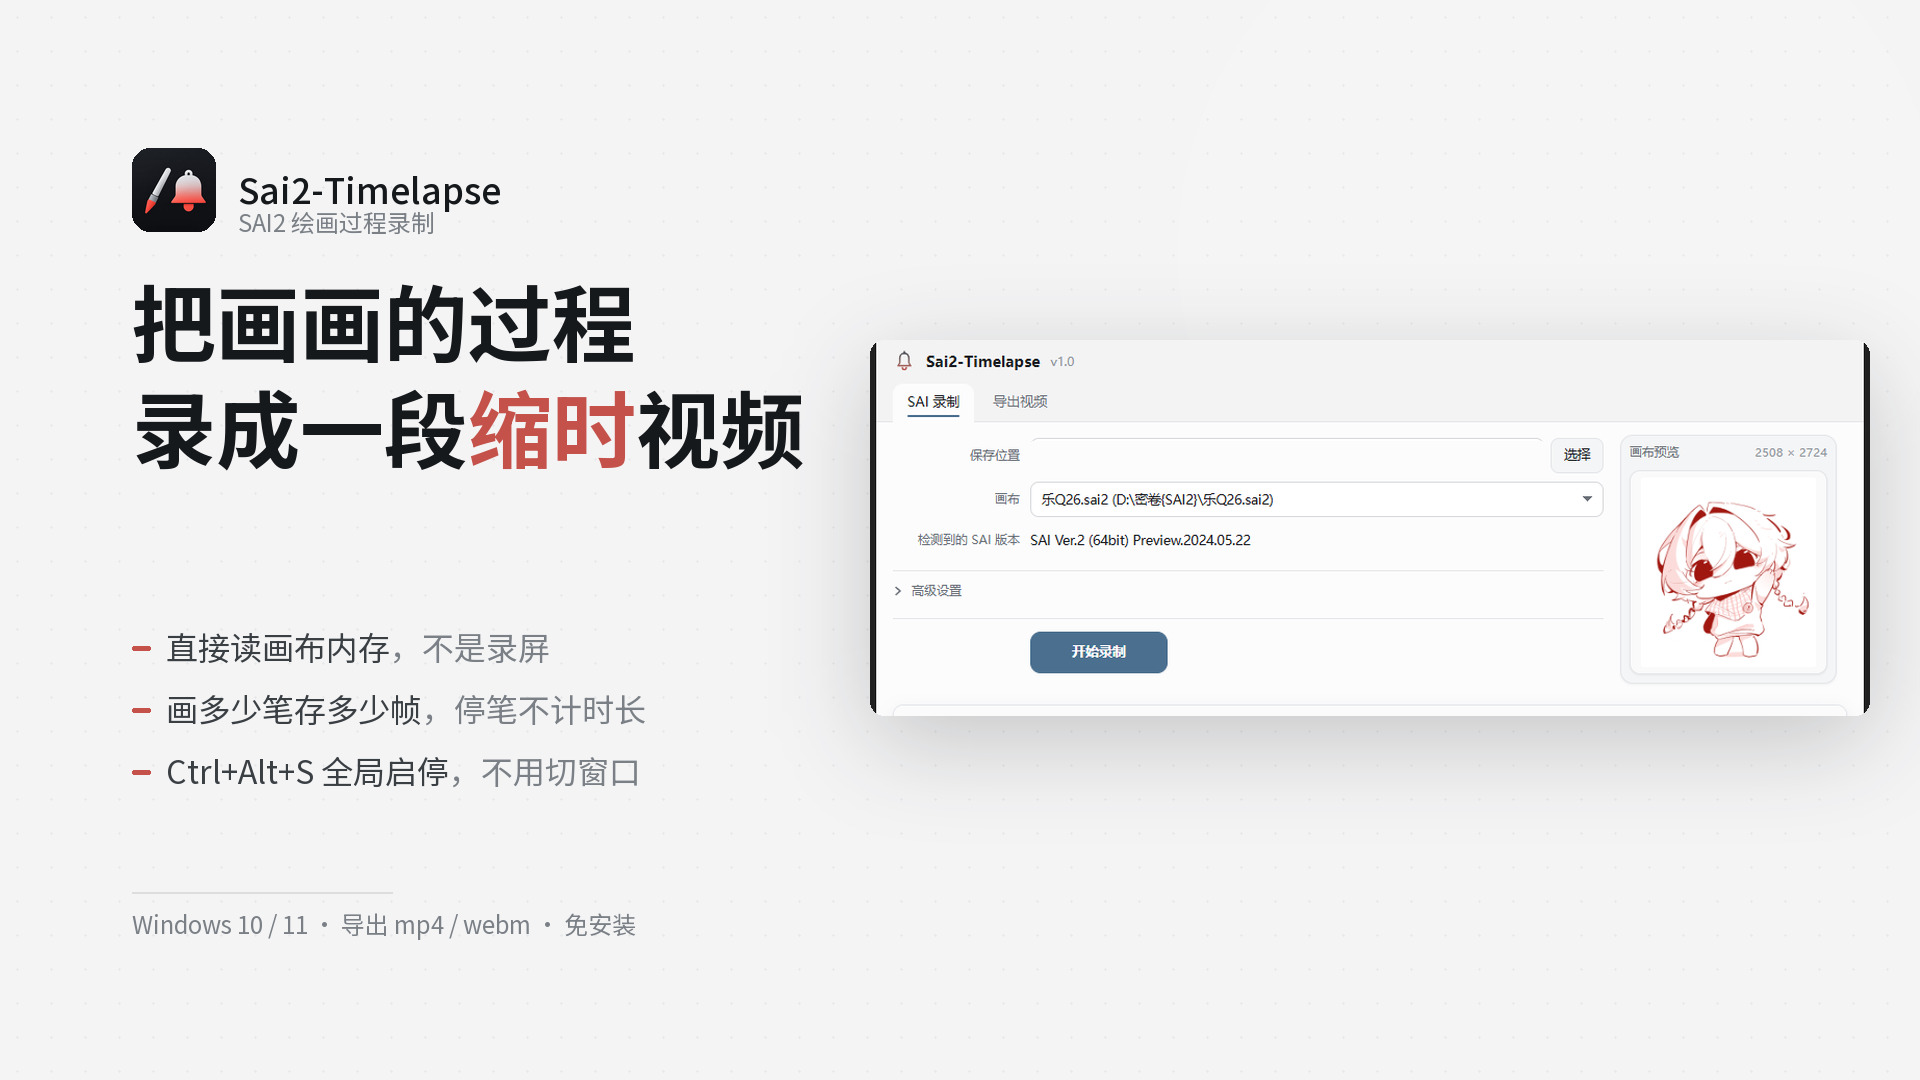 Sai2-Timelapse
SAI2 绘画过程录制
把画画的过程
录成一段缩时视频
直接读画布内存，不是录屏
画多少笔存多少帧，停笔不计时长
Ctrl+Alt+S 全局启停，不用切窗口
Windows 10 / 11 • 导出 mp4 / webm • 免安装
Sai2-Timelapse v1.0
SAI 录制 导出视频
保存位置 选择
画布 乐Q26.sai2 (D:\密卷{SAI2}\乐Q26.sai2)
检测到的 SAI 版本 SAI Ver.2 (64bit) Preview.2024.05.22
高级设置
开始录制
画布预览 2508 × 2724